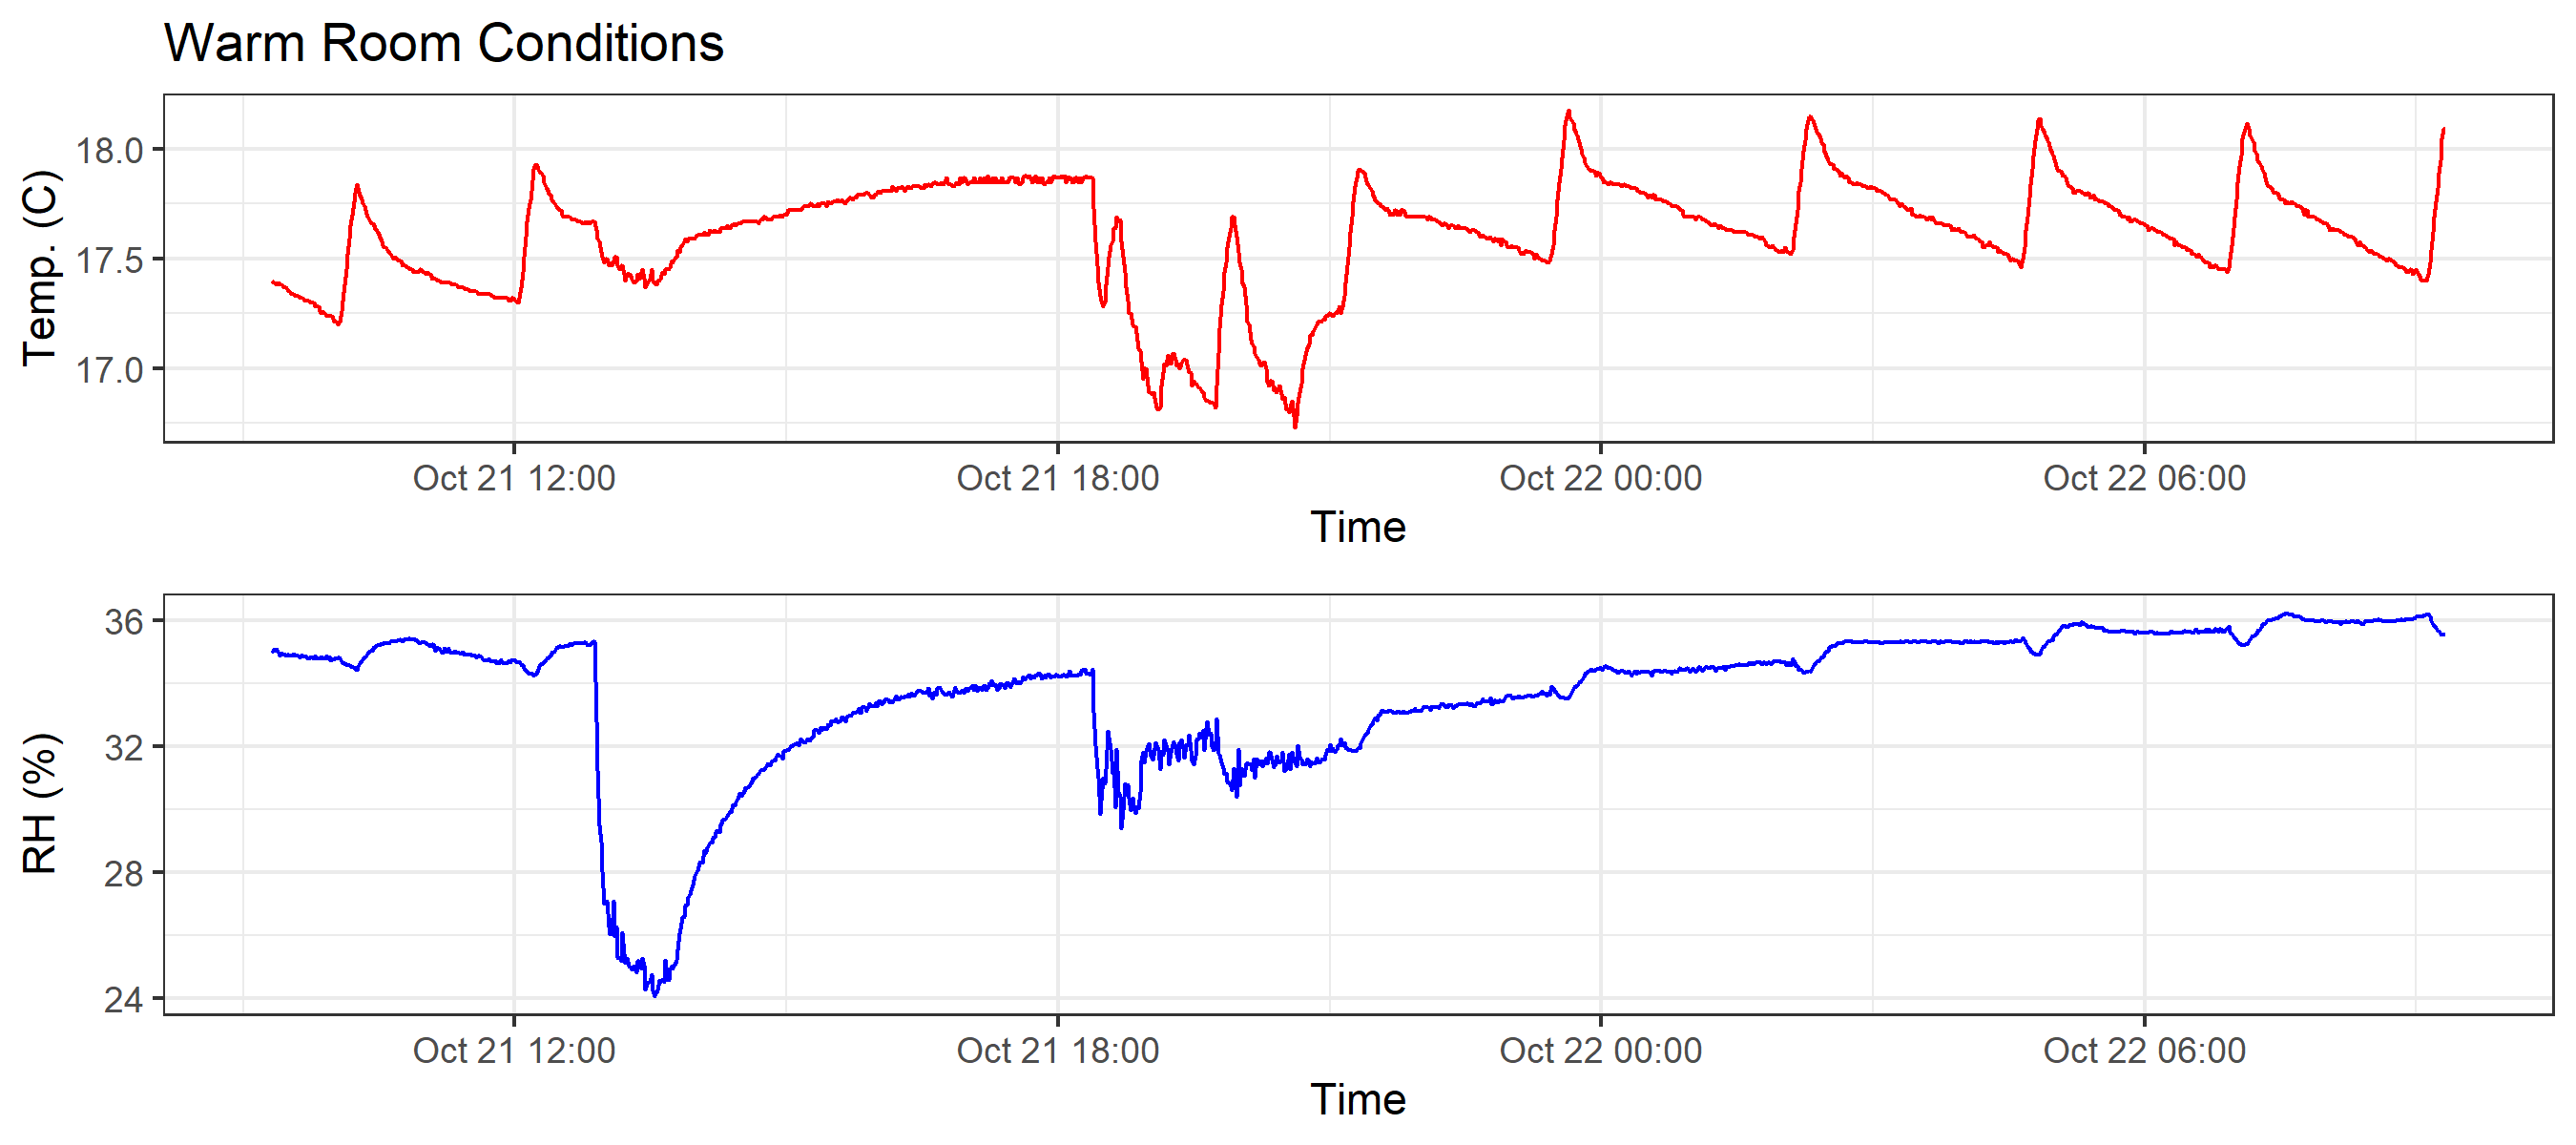 Warm Room Conditions
Temp. (C)
18.0
17.5
17.0
Oct 21 12:00 Oct 21 18:00 Oct 22 00:00 Oct 22 06:00
Time
RH (%)
36
32
28
24
Oct 21 12:00 Oct 21 18:00 Oct 22 00:00 Oct 22 06:00
Time